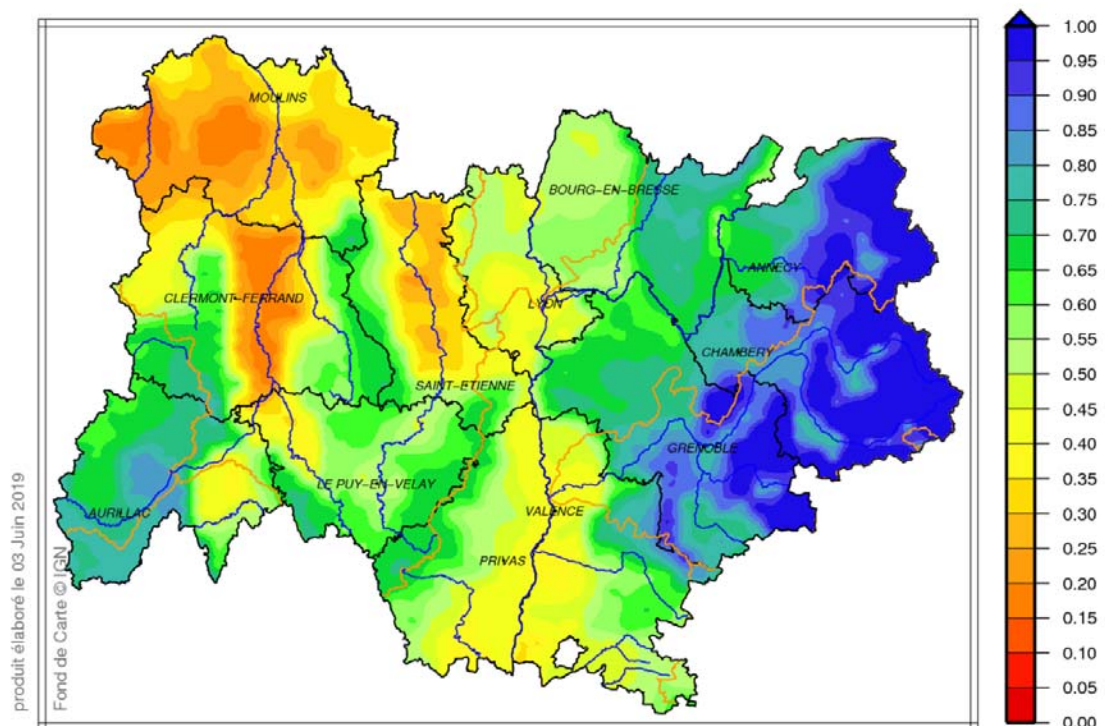 MOULINS
BOURG-EN-BRESSE
ANNECY
CLERMONT-FERRAND
LYON
CHAMBERY
SAINT-ETIENNE
GRENOBLE
LE PUY-EN-VELAY
AURILLAC
VALENCE
PRIVAS
produit élaboré le 03 Juin 2019
Fond de Carte © IGN
1.00
0.95
0.90
0.85
0.80
0.75
0.70
0.65
0.60
0.55
0.50
0.45
0.40
0.35
0.30
0.25
0.20
0.15
0.10
0.05
0.00